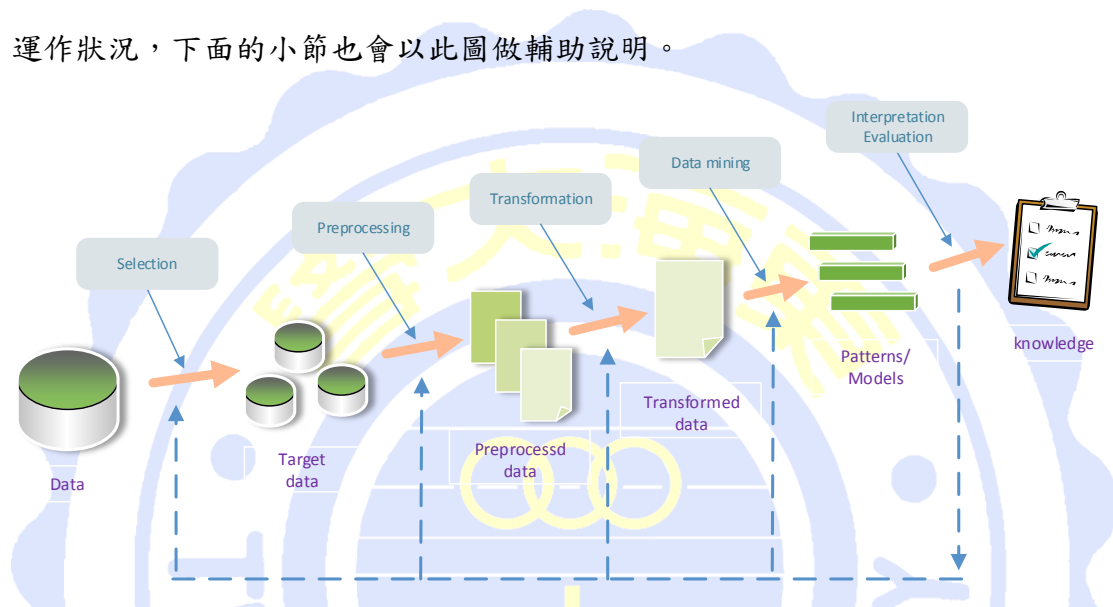 運作狀況，下面的小節也會以此圖做輔助說明。
Interpretation
Evaluation
Data mining
Transformation
Preprocessing
Selection
Data
Target
data
Preprocessd
data
Transformed
data
Patterns/
Models
knowledge